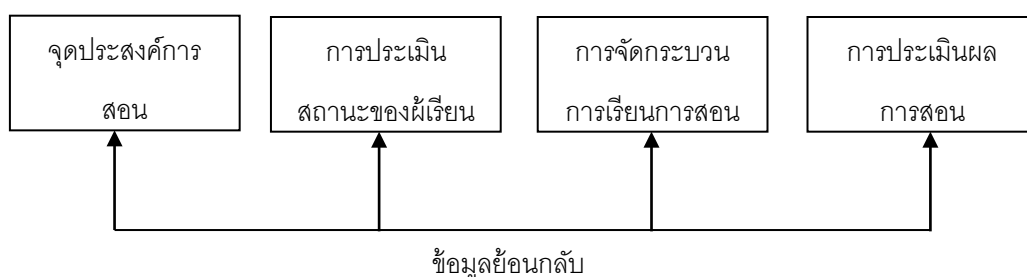 จุดประสงค์การ
สอน
การประเมิน
สถานะของผู้เรียน
การจัดกระบวน
การเรียนการสอน
การประเมินผล
การสอน
ข้อมูลย้อนกลับ